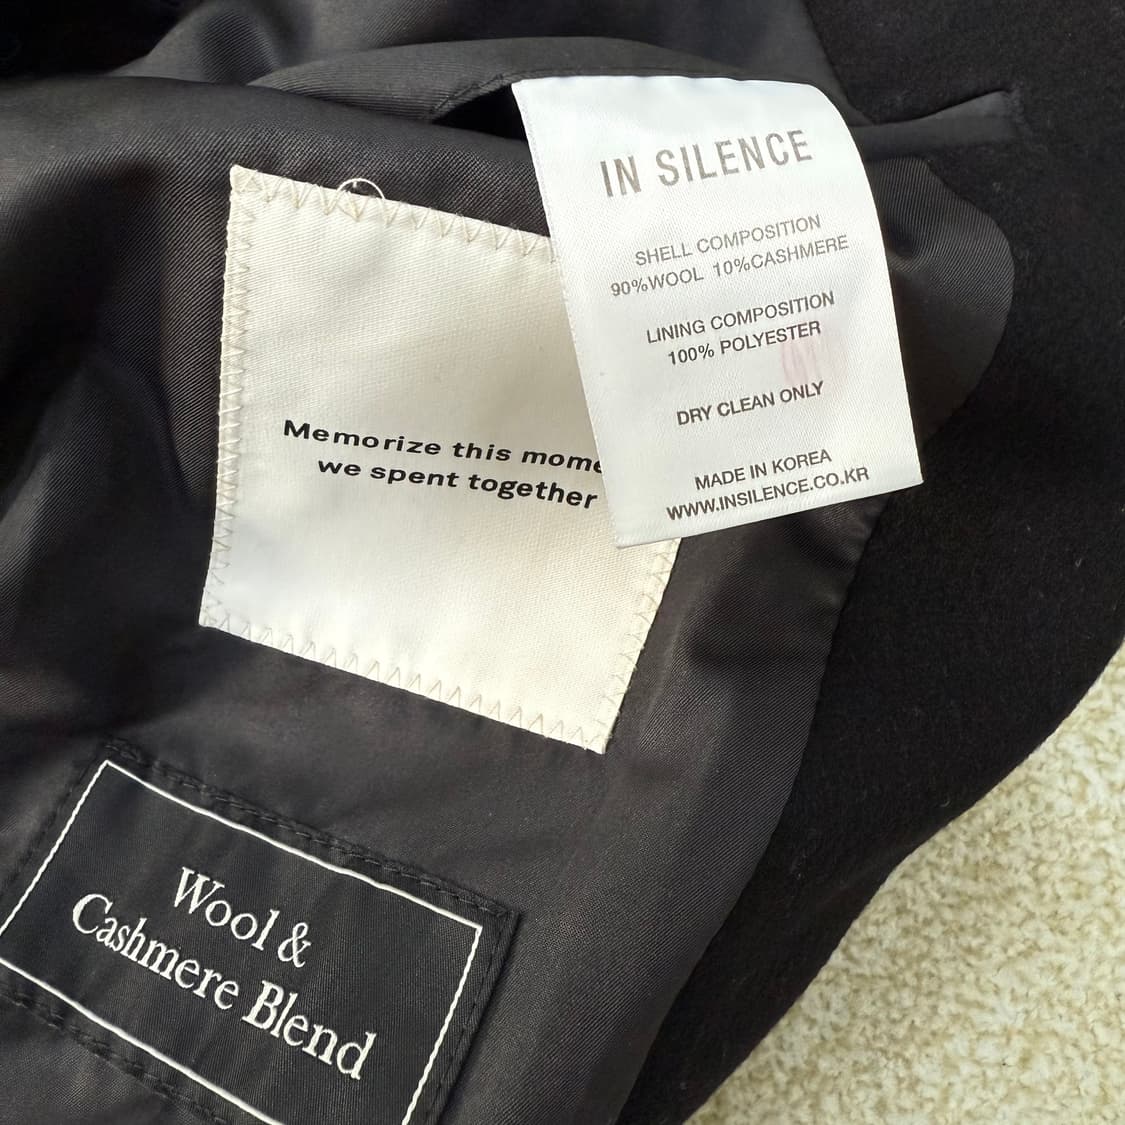 IN SILENCE
SHELL COMPOSITION
90%WOOL 10%CASHMERE
LINING COMPOSITION
100% POLYESTER
DRY CLEAN ONLY
MADE IN KOREA
WWW.INSILENCE.CO.KR
Memorize this mome
we spent together
Wool &
Cashmere Blend